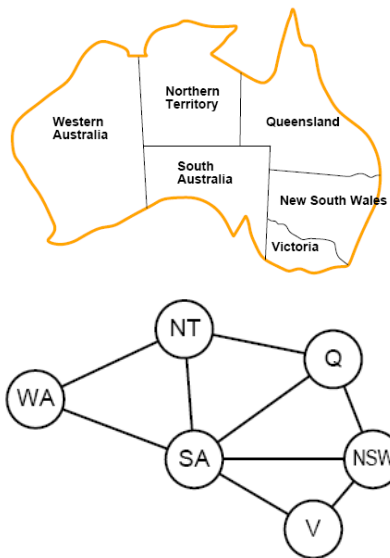 Northern
Territory
Western
Australia
Queensland
South
Australia
New South Wales
Victoria
NT
Q
WA
SA
NSW
V